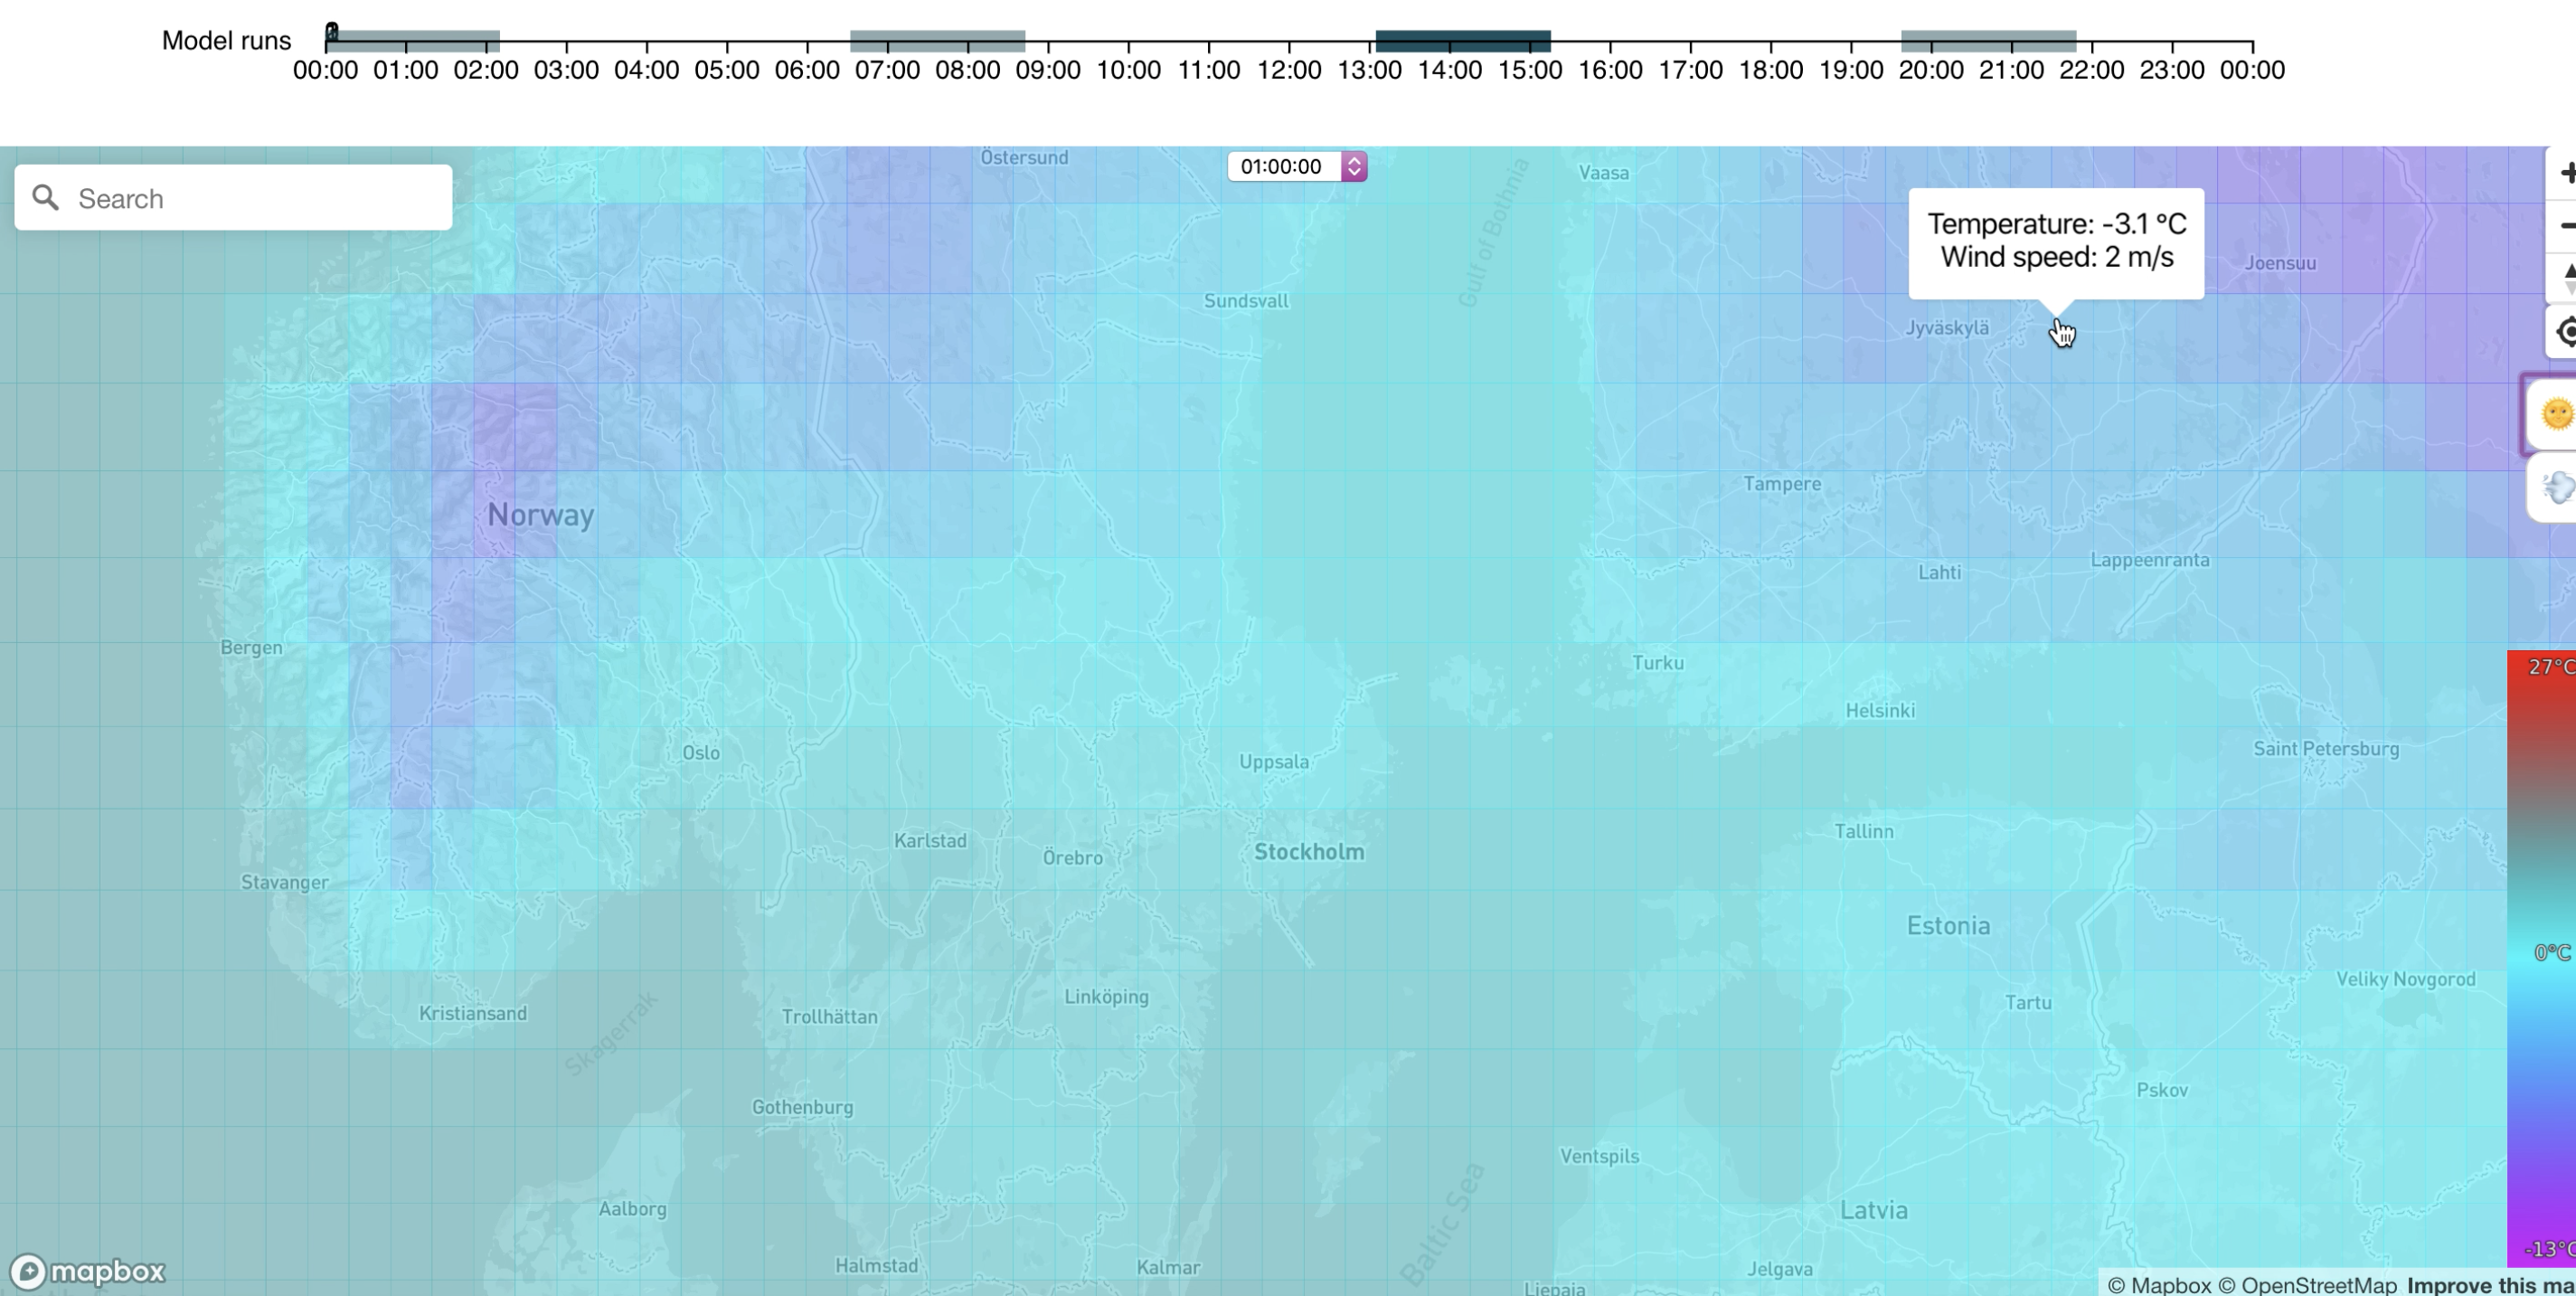 Model runs
00:00 01:00 02:00 03:00 04:00 05:00 06:00 07:00 08:00 09:00 10:00 11:00 12:00 13:00 14:00 15:00 16:00 17:00 18:00 19:00 20:00 21:00 22:00 23:00 00:00
Search
Östersund
01:00:00
Vaasa
Gulf of Bothnia
Temperature: -3.1 °C
Wind speed: 2 m/s
Joensuu
Sundsvall
Jyväskylä
Tampere
Norway
Lappeenranta
Lahti
Bergen
Turku
27°C
Helsinki
Oslo
Uppsala
Saint Petersburg
Tallinn
Karlstad
Örebro
Stockholm
Stavanger
Estonia
0°C
Veliky Novgorod
Linköping
Tartu
Kristiansand
Trollhättan
Skagerrak
Pskov
Gothenburg
Ventspils
Baltic Sea
Aalborg
Latvia
-13°C
Halmstad
Kalmar
Jelgava
Liepaja
mapbox
© Mapbox © OpenStreetMap Improve this ma